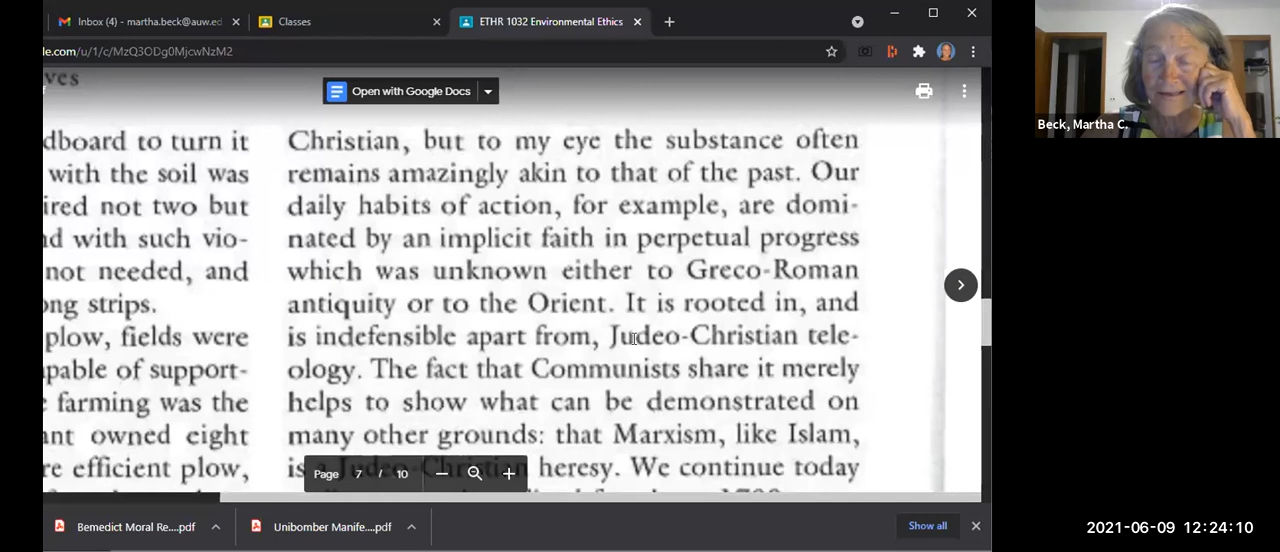 Inbox (4) - martha.beck@auw.ed
Classes
ETHR 1032 Environmental Ethics
le.com/u/1/c/MzQ3ODg0MjcwNzM2
ves
Open with Google Docs
Beck, Martha C.
dboard to turn it
with the soil was
ired not two but
nd with such vio-
not needed, and
ong strips.
plow, fields were
pable of support-
e farming was the
ant owned eight
re efficient plow,
Christian, but to my eye the substance often
remains amazingly akin to that of the past. Our
daily habits of action, for example, are domi-
nated by an implicit faith in perpetual progress
which was unknown either to Greco-Roman
antiquity or to the Orient. It is rooted in, and
is indefensible apart from, Judeo-Christian tele-
ology. The fact that Communists share it merely
helps to show what can be demonstrated on
many other grounds: that Marxism, like Islam,
is a Judeo-Christian heresy. We continue today
Page 7 / 10
Bemedict Moral Re....pdf
Unibomber Manife....pdf
Show all
2021-06-09 12:24:10